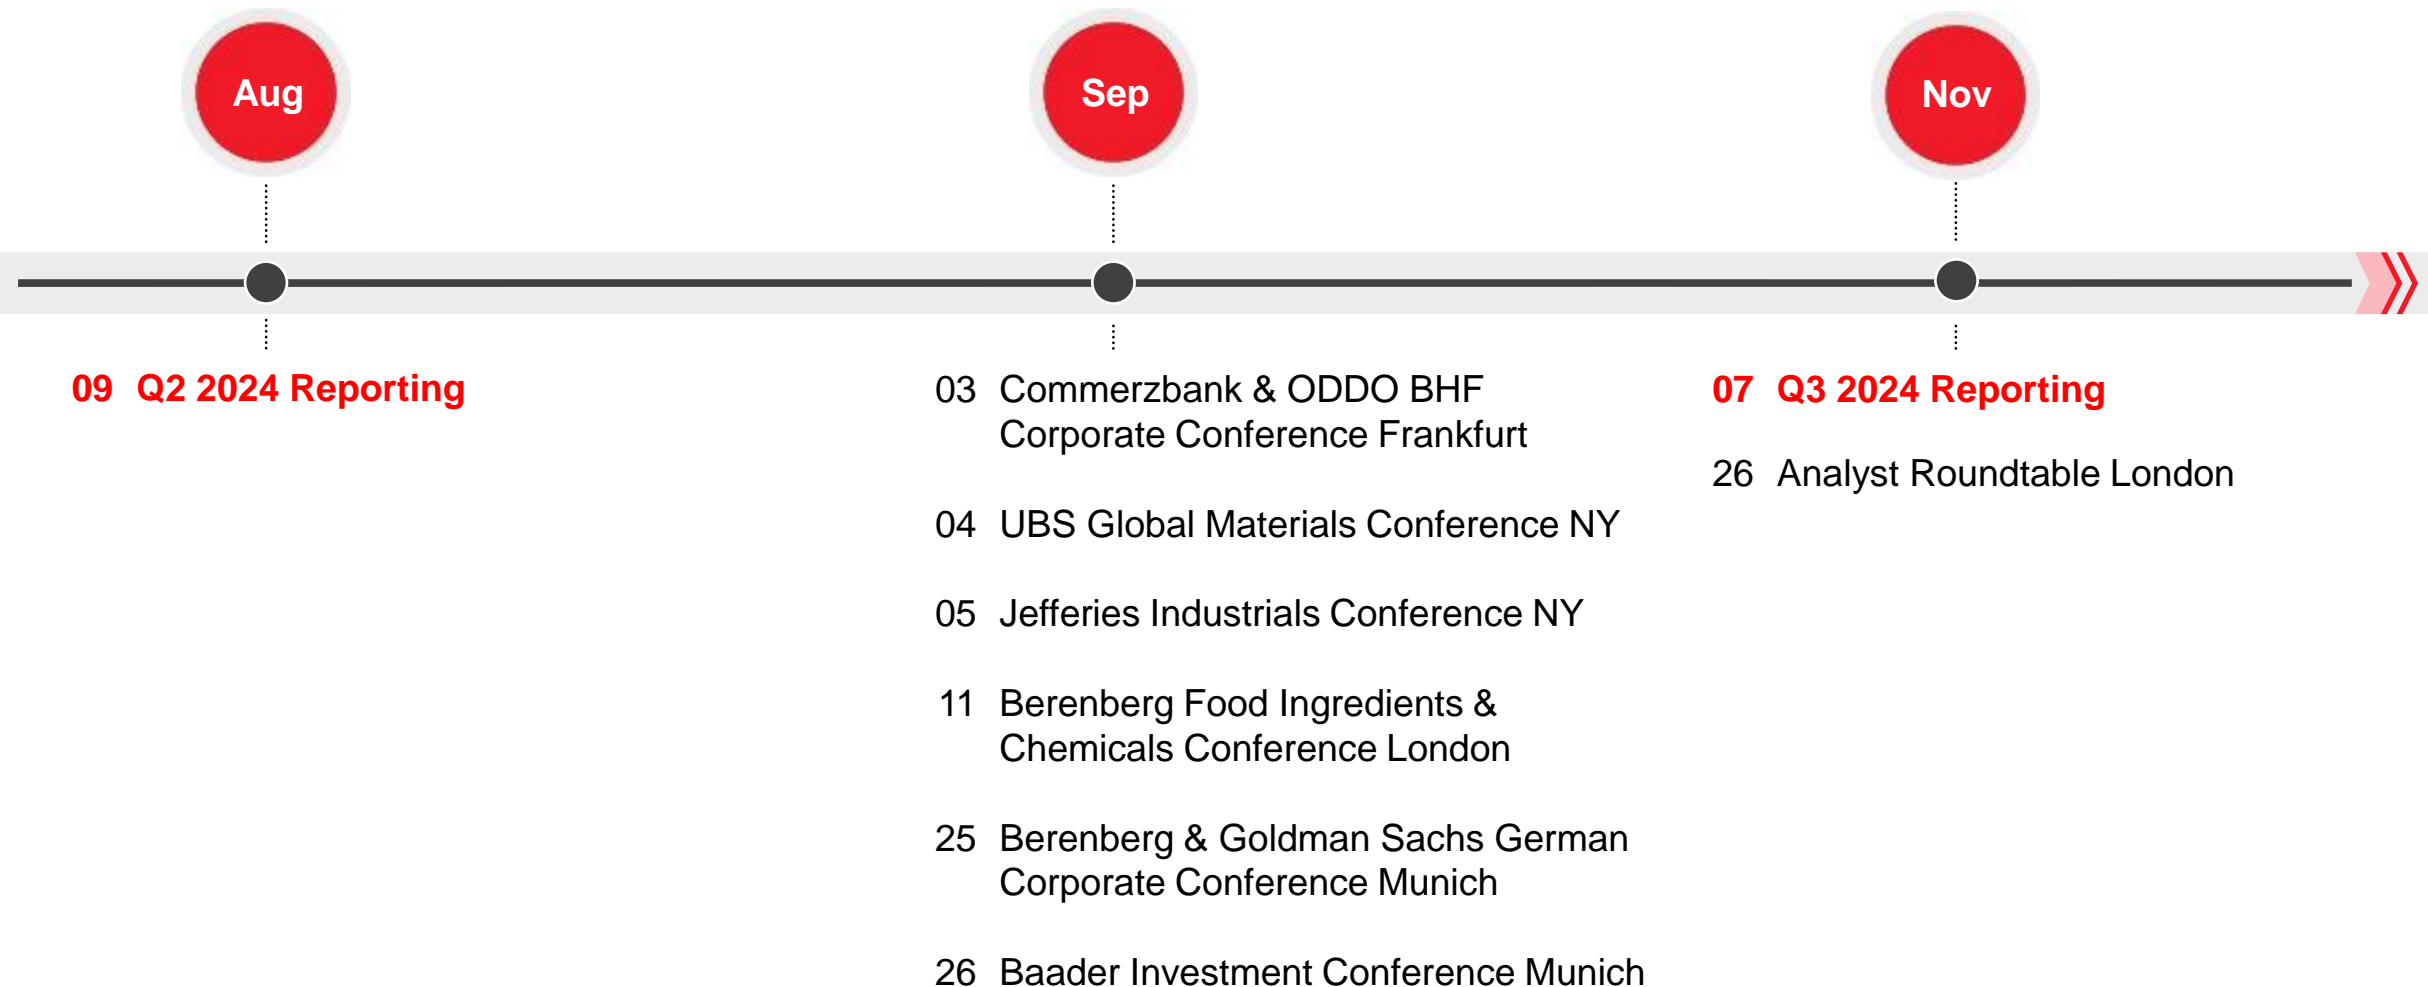 Aug
Sep
Nov
09 Q2 2024 Reporting
03 Commerzbank & ODDO BHF
Corporate Conference Frankfurt
04 UBS Global Materials Conference NY
05 Jefferies Industrials Conference NY
11 Berenberg Food Ingredients &
Chemicals Conference London
25 Berenberg & Goldman Sachs German
Corporate Conference Munich
26 Baader Investment Conference Munich
07 Q3 2024 Reporting
26 Analyst Roundtable London